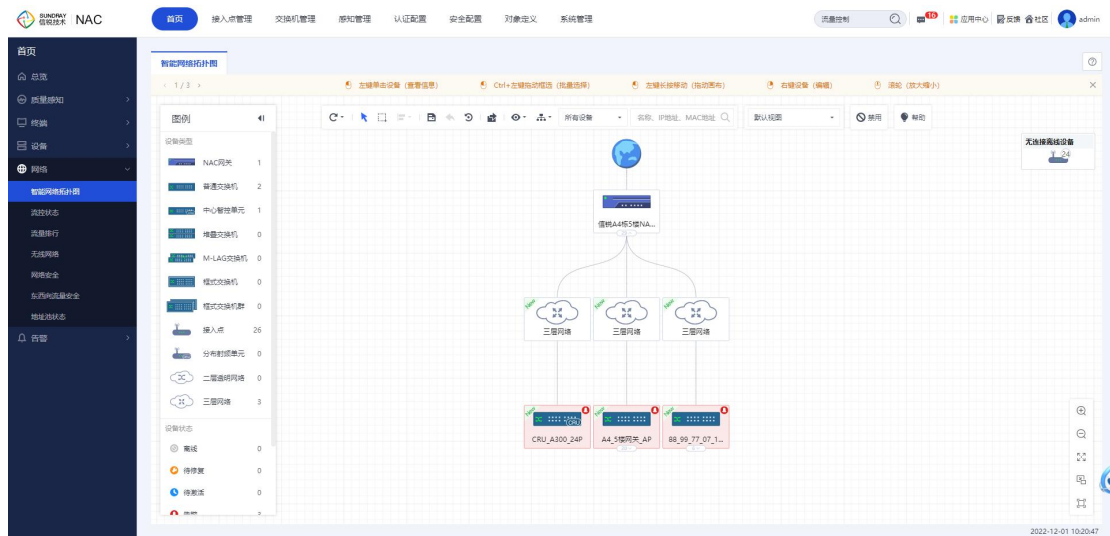 SUNDRAY
信锐技术
NAC
首页 接入点管理 交换机管理 感知管理 认证配置 安全配置 对象定义 系统管理
流量控制
16
应用中心 反馈 社区 admin
首页
总览
质量感知
终端
设备
网络
智能网络拓扑图
流控状态
流量排行
无线网络
网络安全
东西向流量安全
地址池状态
告警
智能网络拓扑图
1 / 3
左键单击设备 (查看信息) Ctrl+左键拖动框选 (批量选择) 左键长按移动 (拖动画布) 右键设备 (编辑) 滚轮 (放大缩小)
图例
所有设备 名称、IP地址、MAC地址 默认视图 禁用 帮助
设备类型
NAC网关 1
普通交换机 2
中心智控单元 1
堆叠交换机 0
M-LAG交换机 0
框式交换机 0
框式交换机群 0
接入点 26
分布射频单元 0
二层透明网络 0
三层网络 3
设备状态
离线 0
待修复 0
待激活 0
无连接离线设备
24
信锐A4栋5楼NA...
New New New
三层网络 三层网络 三层网络
New New New
CRU
CRU_A300_24P A4_5楼网关_AP 88_99_77_07_1...
2022-12-01 10:20:47